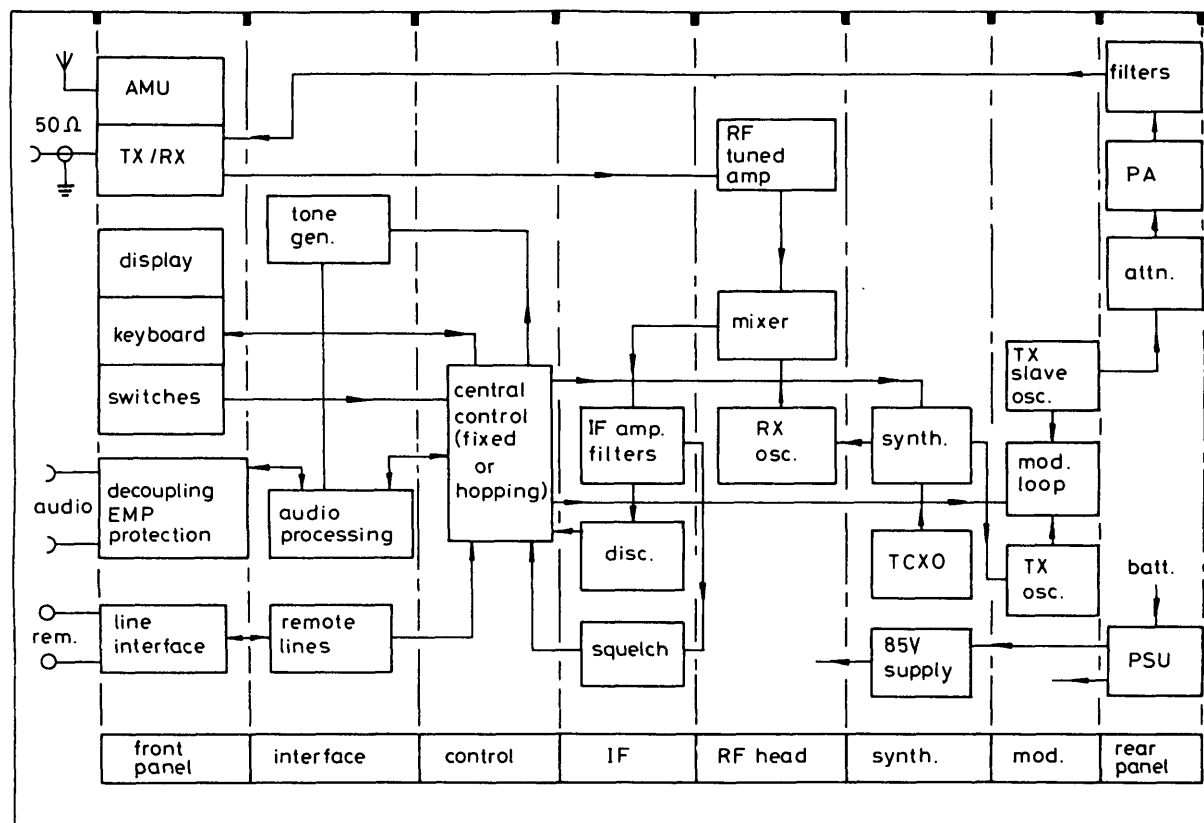 AMU
50Ω
TX/RX
display
keyboard
switches
audio
decoupling
EMP
protection
rem.
line
interface
tone
gen.
audio
processing
remote
lines
central
control
(fixed
or
hopping)
IF amp.
filters
disc.
squelch
RF
tuned
amp
mixer
RX
osc.
synth.
TCXO
85V
supply
TX
slave
osc.
mod.
loop
TX
osc.
filters
PA
attn.
batt.
PSU
front
panel
interface
control
IF
RF head
synth.
mod.
rear
panel